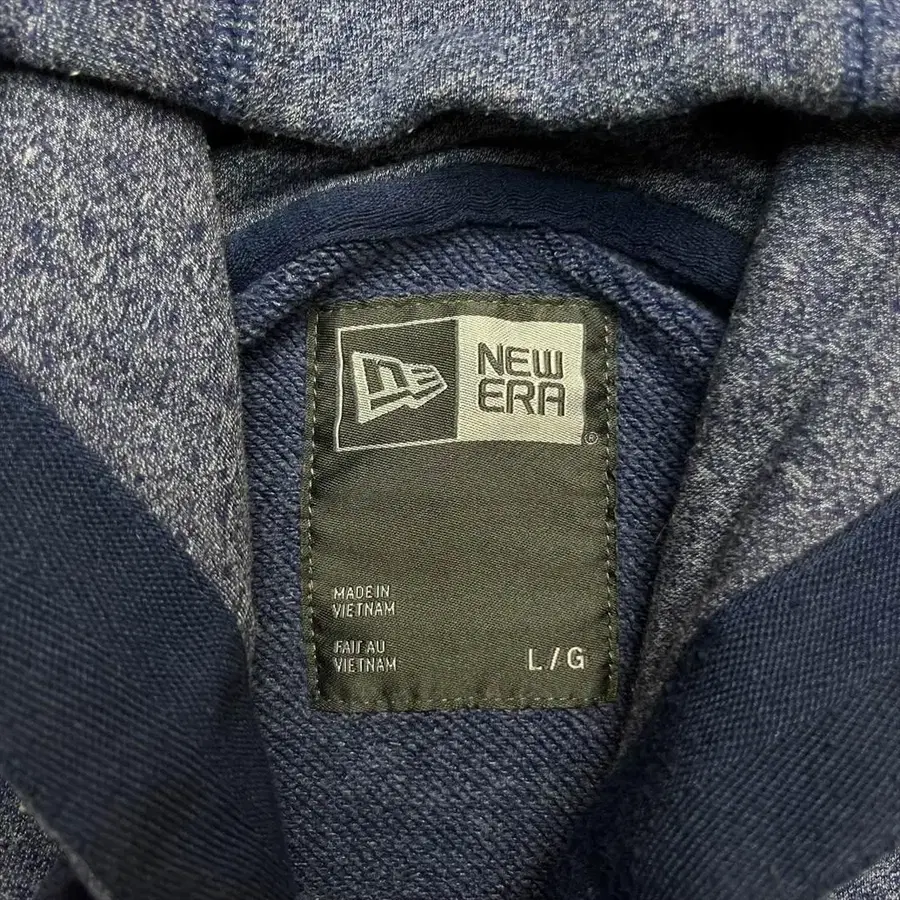 NEW
ERA
®
MADE IN
VIETNAM
FAIT AU
VIETNAM
L/G